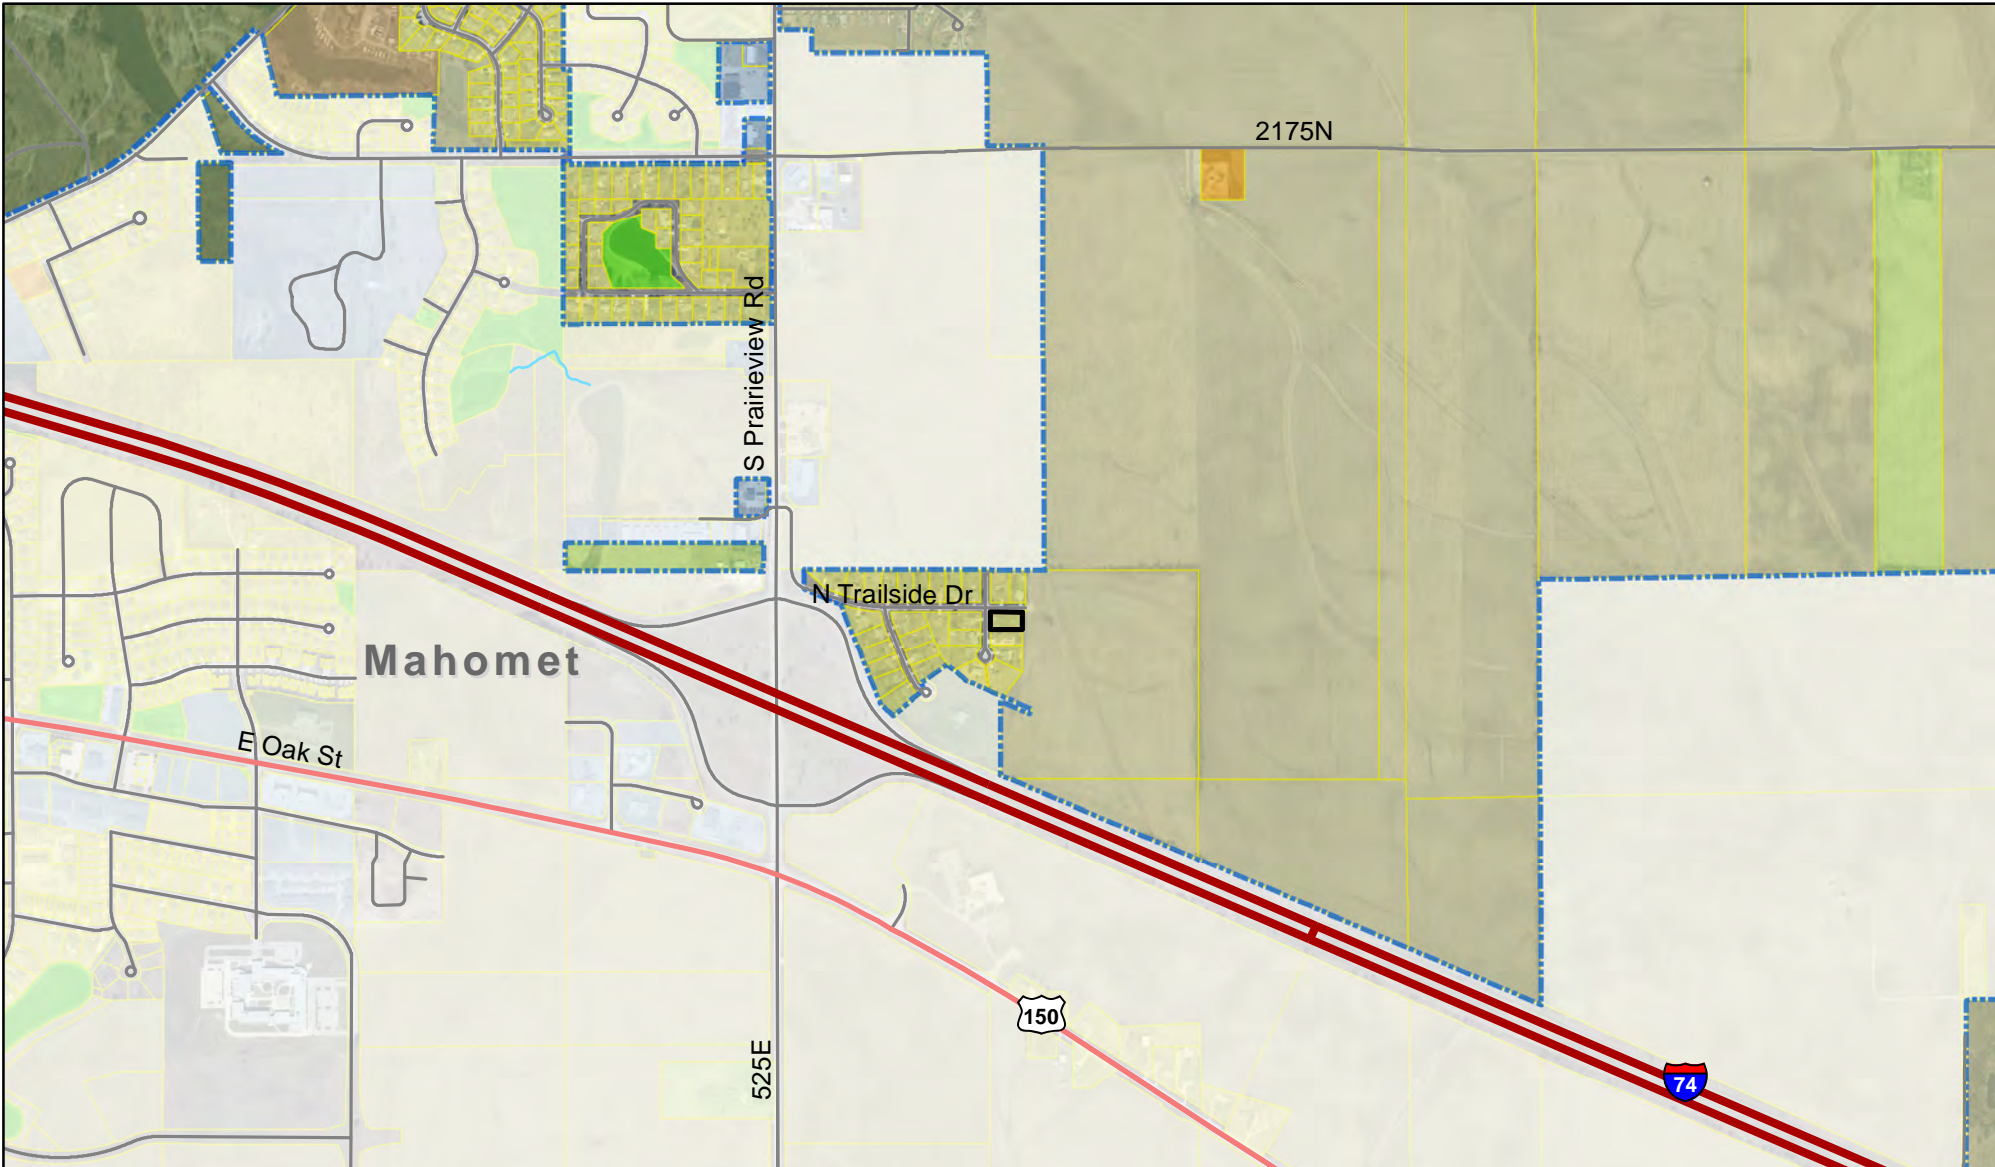 2175N
S Prairieview Rd
N Trailside Dr
Mahomet
E Oak St
150
525E
74